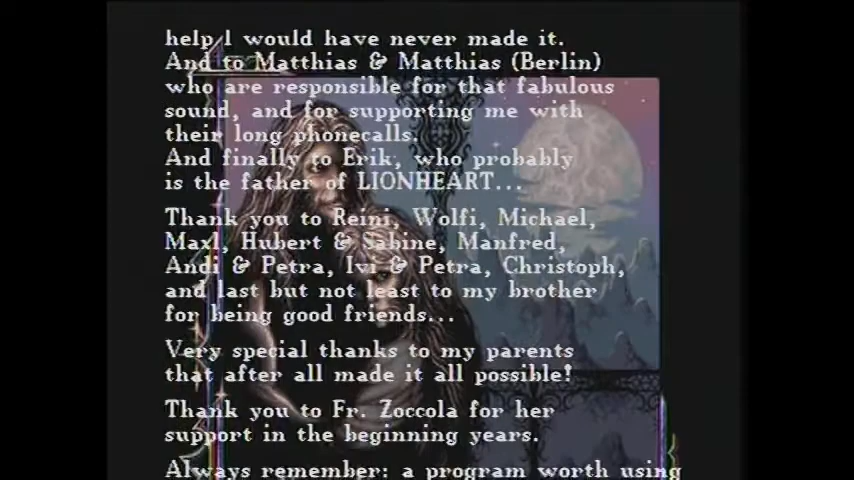 help I would have never made it.
And to Matthias & Matthias (Berlin)
who are responsible for that fabulous
sound, and for supporting me with
their long phonecalls.
And finally to Erik, who probably
is the father of LIONHEART...
Thank you to Reini, Wolfi, Michael,
Maxl, Hubert & Sabine, Manfred,
Andi & Petra, Ivi & Petra, Christoph,
and last but not least to my brother
for being good friends...
Very special thanks to my parents
that after all made it all possible!
Thank you to Fr. Zoccola for her
support in the beginning years.
Always remember: a program worth using